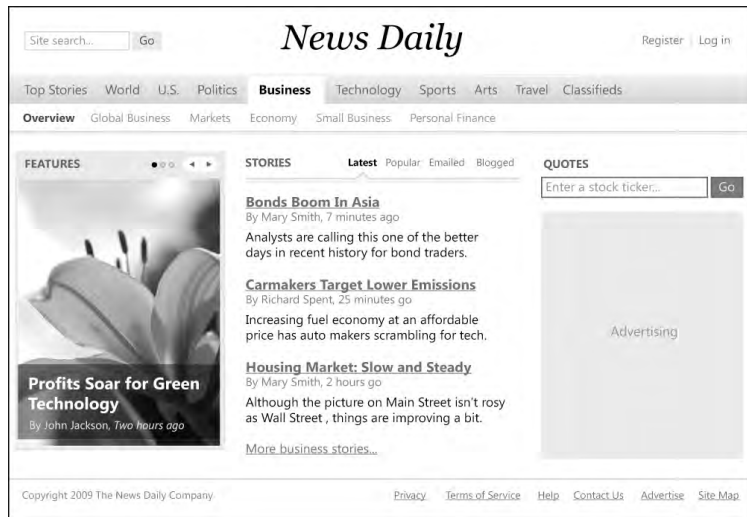 Site search...
Go
News Daily
Register | Log in
Top Stories World U.S. Politics Business Technology Sports Arts Travel Classifieds
Overview Global Business Markets Economy Small Business Personal Finance
FEATURES
Profits Soar for Green
Technology
By John Jackson, Two hours ago
STORIES
Latest Popular Emailed Blogged
Bonds Boom In Asia
By Mary Smith, 7 minutes ago
Analysts are calling this one of the better
days in recent history for bond traders.
Carmakers Target Lower Emissions
By Richard Spent, 25 minutes go
Increasing fuel economy at an affordable
price has auto makers scrambling for tech.
Housing Market: Slow and Steady
By Mary Smith, 2 hours go
Although the picture on Main Street isn't rosy
as Wall Street , things are improving a bit.
More business stories...
QUOTES
Enter a stock ticker...
Go
Advertising
Copyright 2009 The News Daily Company
Privacy Terms of Service Help Contact Us Advertise Site Map